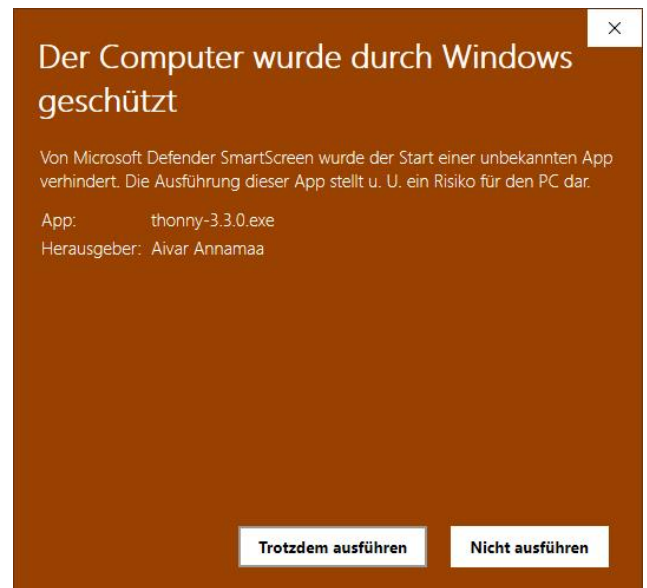 Der Computer wurde durch Windows
geschützt
Von Microsoft Defender SmartScreen wurde der Start einer unbekannten App
verhindert. Die Ausführung dieser App stellt u. U. ein Risiko für den PC dar.
App: thonny-3.3.0.exe
Herausgeber: Aivar Annamaa
Trotzdem ausführen Nicht ausführen